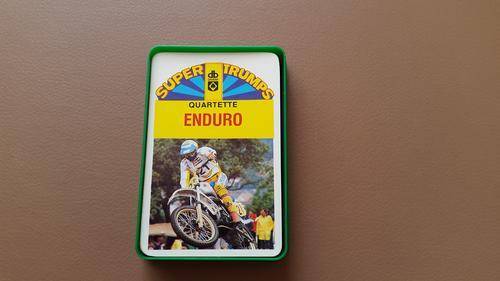 SUPER TRUMPS
db
QUARTETTE
ENDURO